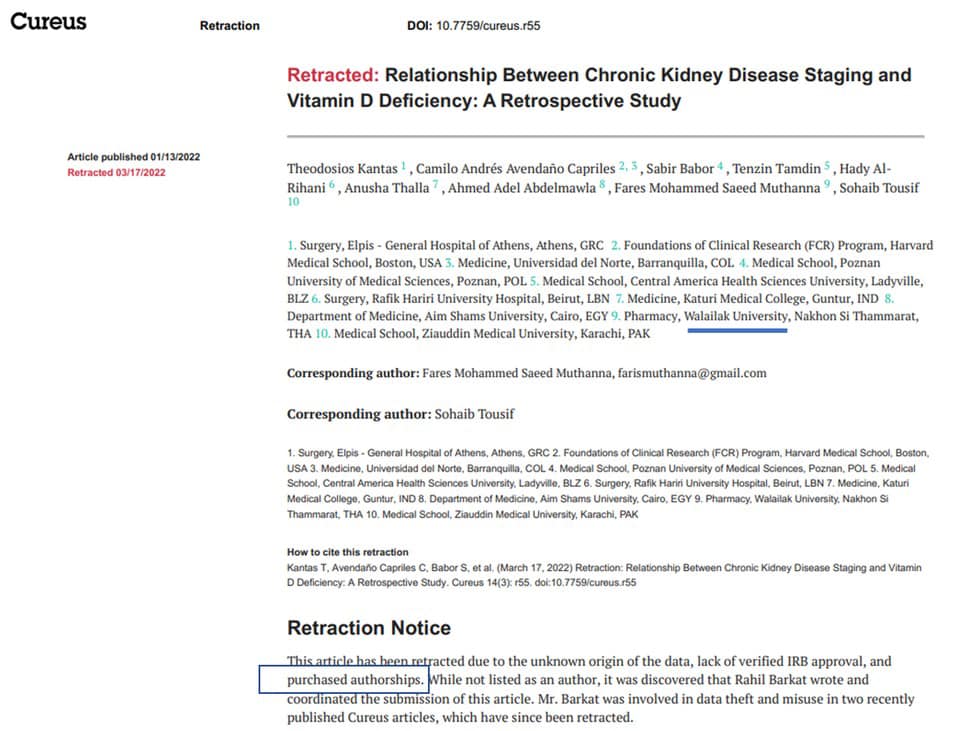 Cureus
Retraction
DOI: 10.7759/cureus.r55
Retracted: Relationship Between Chronic Kidney Disease Staging and
Vitamin D Deficiency: A Retrospective Study
Article published 01/13/2022
Retracted 03/17/2022
Theodosios Kantas 1 , Camilo Andrés Avendaño Capriles 2, 3 , Sabir Babor 4 , Tenzin Tamdin 5 , Hady Al-
Rihani 6 , Anusha Thalla 7 , Ahmed Adel Abdelmawla 8 , Fares Mohammed Saeed Muthanna 9 , Sohaib Tousif
10
1. Surgery, Elpis - General Hospital of Athens, Athens, GRC 2. Foundations of Clinical Research (FCR) Program, Harvard
Medical School, Boston, USA 3. Medicine, Universidad del Norte, Barranquilla, COL 4. Medical School, Poznan
University of Medical Sciences, Poznan, POL 5. Medical School, Central America Health Sciences University, Ladyville,
BLZ 6. Surgery, Rafik Hariri University Hospital, Beirut, LBN 7. Medicine, Katuri Medical College, Guntur, IND 8.
Department of Medicine, Aim Shams University, Cairo, EGY 9. Pharmacy, Walailak University, Nakhon Si Thammarat,
THA 10. Medical School, Ziauddin Medical University, Karachi, PAK
Corresponding author: Fares Mohammed Saeed Muthanna, farismuthanna@gmail.com
Corresponding author: Sohaib Tousif
1. Surgery, Elpis - General Hospital of Athens, Athens, GRC 2. Foundations of Clinical Research (FCR) Program, Harvard Medical School, Boston,
USA 3. Medicine, Universidad del Norte, Barranquilla, COL 4. Medical School, Poznan University of Medical Sciences, Poznan, POL 5. Medical
School, Central America Health Sciences University, Ladyville, BLZ 6. Surgery, Rafik Hariri University Hospital, Beirut, LBN 7. Medicine, Katuri
Medical College, Guntur, IND 8. Department of Medicine, Aim Shams University, Cairo, EGY 9. Pharmacy, Walailak University, Nakhon Si
Thammarat, THA 10. Medical School, Ziauddin Medical University, Karachi, PAK
How to cite this retraction
Kantas T, Avendaño Capriles C, Babor S, et al. (March 17, 2022) Retraction: Relationship Between Chronic Kidney Disease Staging and Vitamin
D Deficiency: A Retrospective Study. Cureus 14(3): r55. doi:10.7759/cureus.r55
Retraction Notice
This article has been retracted due to the unknown origin of the data, lack of verified IRB approval, and
purchased authorships. While not listed as an author, it was discovered that Rahil Barkat wrote and
coordinated the submission of this article. Mr. Barkat was involved in data theft and misuse in two recently
published Cureus articles, which have since been retracted.